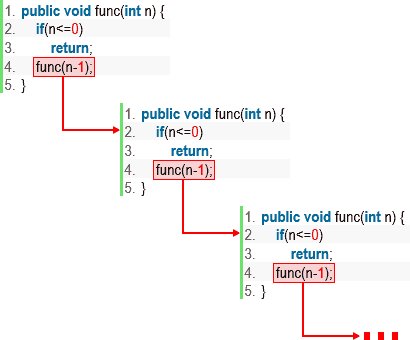 1. public void func(int n) {
2. if(n<=0)
3. return;
4. func(n-1);
5. }
1. public void func(int n) {
2. if(n<=0)
3. return;
4. func(n-1);
5. }
1. public void func(int n) {
2. if(n<=0)
3. return;
4. func(n-1);
5. }